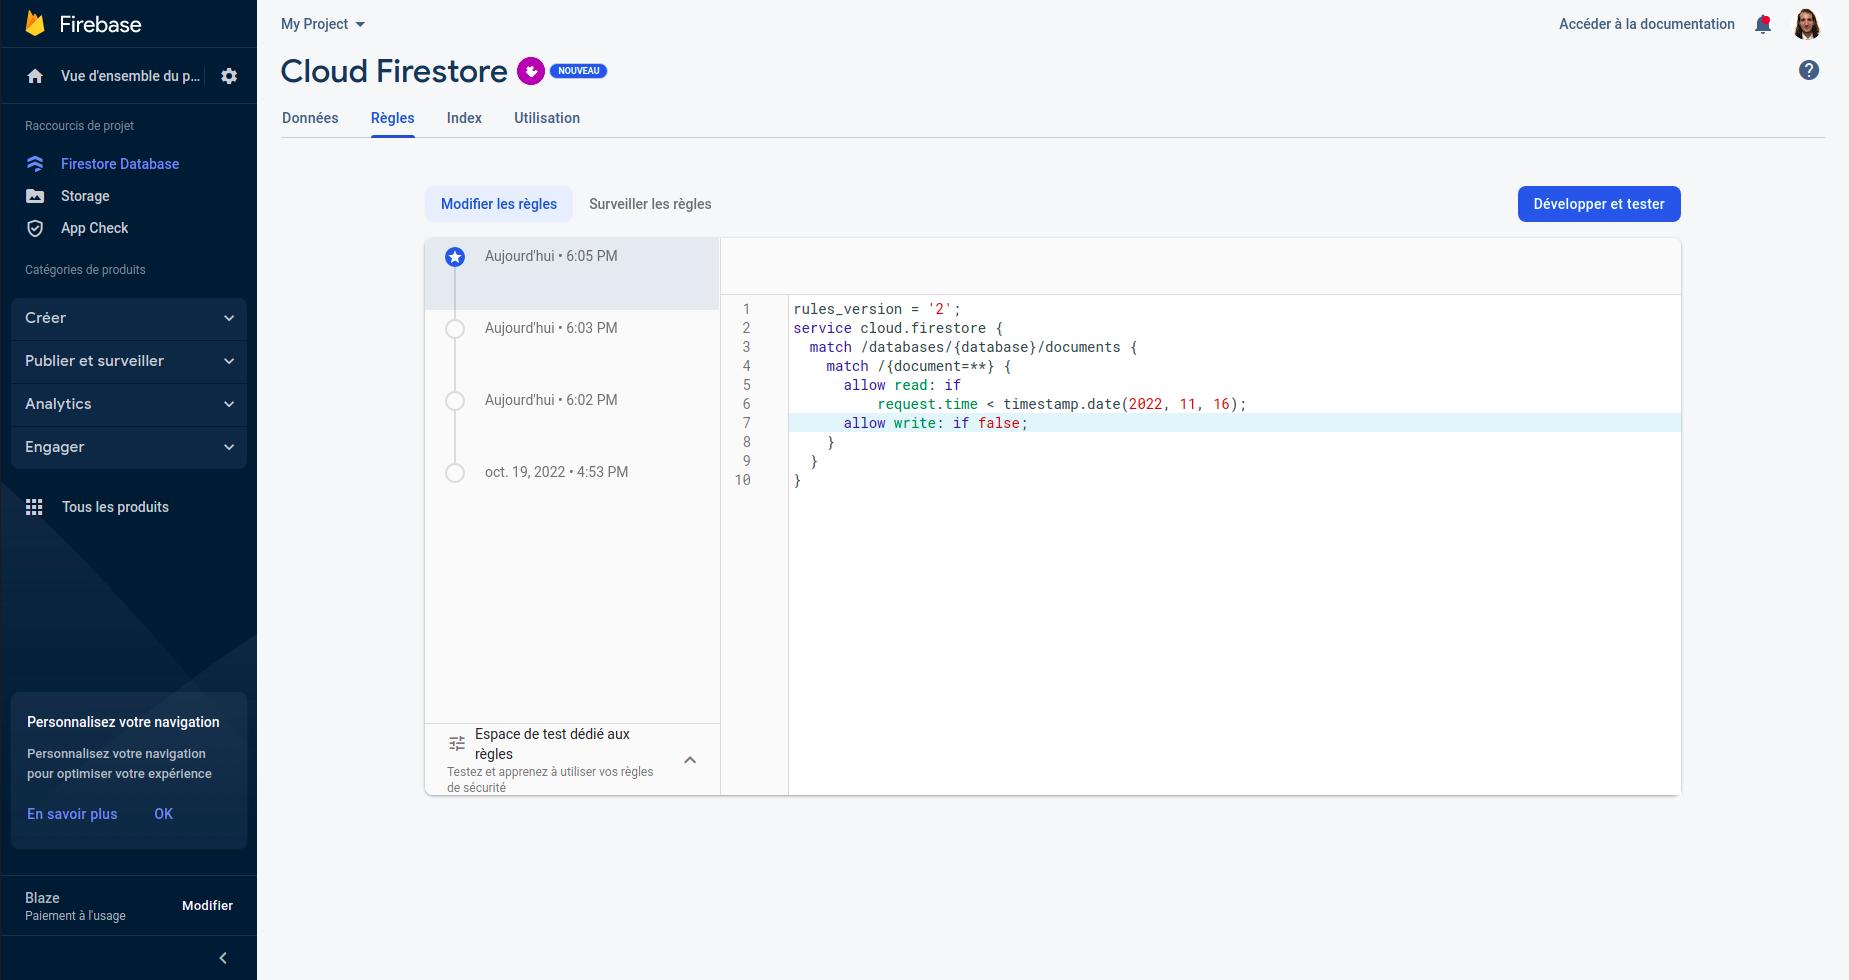 Firebase
Vue d'ensemble du p...
Raccourcis de projet
Firestore Database
Storage
App Check
Catégories de produits
Créer
Publier et surveiller
Analytics
Engager
Tous les produits
Personnalisez votre navigation
Personnalisez votre navigation
pour optimiser votre expérience
En savoir plus OK
Blaze
Paiement à l'usage
Modifier
My Project
Accéder à la documentation
Cloud Firestore NOUVEAU
Données Règles Index Utilisation
Modifier les règles Surveiller les règles Développer et tester
Aujourd'hui • 6:05 PM
Aujourd'hui • 6:03 PM
Aujourd'hui • 6:02 PM
oct. 19, 2022 • 4:53 PM
Espace de test dédié aux
règles
Testez et apprenez à utiliser vos règles
de sécurité
1 rules_version = '2';
2 service cloud.firestore {
3   match /databases/{database}/documents {
4     match /{document=**} {
5       allow read: if
6           request.time < timestamp.date(2022, 11, 16);
7       allow write: if false;
8     }
9   }
10 }